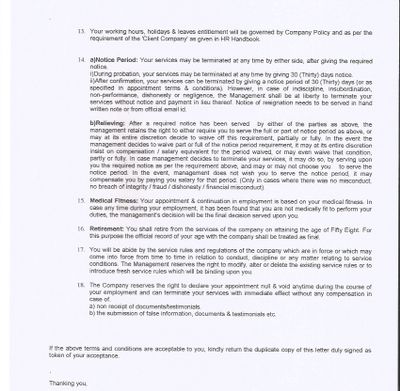 13. Your working hours, holidays & leaves entitlement will be governed by Company Policy and as per the
requirement of the 'Client Company' as given in HR Handbook.
14. a)Notice Period: Your services may be terminated at any time by either side, after giving the required
notice.
i)During probation, your services may be terminated at any time by giving 30 (Thirty) days notice.
ii)After confirmation, your services can be terminated by giving a notice period of 30 (Thirty) days (or as
specified in appointment terms & conditions). However, in case of indiscipline, insubordination,
non-performance, dishonesty or negligence, the Management shall be at liberty to terminate your
services without notice and payment in lieu thereof. Notice of resignation needs to be served in hand
written note or from official email id.
b)Relieving: After a required notice has been served by either of the parties as above, the
management retains the right to either require you to serve the full or part of notice period as above, or
may at its entire discretion decide to waive off this requirement, partially or fully. In the event the
management decides to waive part or full of the notice period requirement, it may at its entire discretion
insist on compensation / salary equivalent for the period waived, or may even waive that condition,
partly or fully. In case management decides to terminate your services, it may do so, by serving upon
you the required notice as per the requirement above, and may or may not choose you to serve the
notice period. In the event, management does not wish you to serve the notice period, it may
compensate you by paying you salary for that period. (Only in cases where there was no misconduct,
no breach of integrity / fraud / dishonesty / financial misconduct)
15. Medical Fitness: Your appointment & continuation in employment is based on your medical fitness. In
case any time during your employment, it has been found that you are not medically fit to perform your
duties, the management's decision will be the final decision served upon you.
16. Retirement: You shall retire from the services of the company on attaining the age of Fifty Eight. For
this purpose the official record of your age with the company shall be treated as final.
17. You will be abide by the service rules and regulations of the company which are in force or which may
come into force from time to time in relation to conduct, discipline or any matter relating to service
conditions. The Management reserves the right to modify, alter or delete the existing service rules or to
introduce fresh service rules which will be binding upon you.
18. The Company reserves the right to declare your appointment null & void anytime during the course of
your employment and can terminate your services with immediate effect without any compensation in
case of.
a) non receipt of documents/testimonials.
b) the submission of false information, documents & testimonials etc.
If the above terms and conditions are acceptable to you, kindly return the duplicate copy of this letter duly signed as
token of your acceptance.
Thanking you,